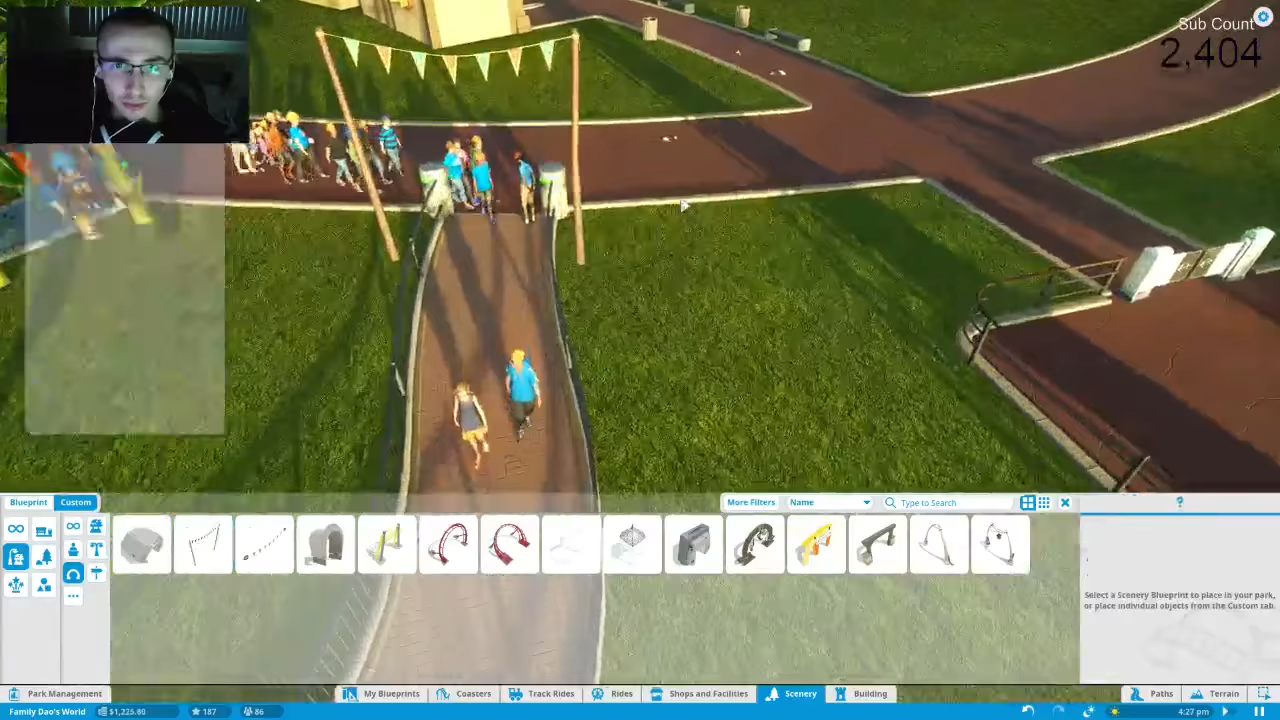 Sub Count
2,404
Blueprint Custom
More Filters Name Type to Search
?
Select a Scenery Blueprint to place in your park,
or place individual objects from the Custom tab.
Park Management My Blueprints Coasters Track Rides Rides Shops and Facilities Scenery Building Paths Terrain
Family Dao's World $1,225.80 187 86 4:27 pm